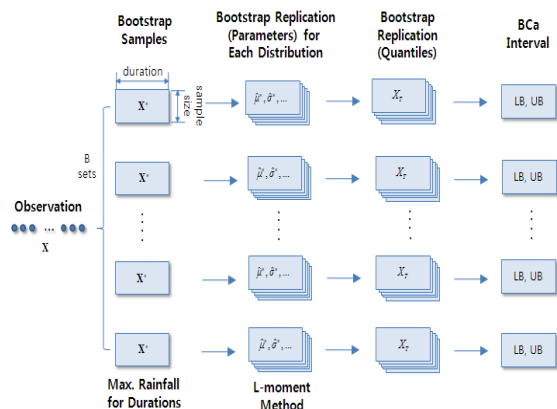 Bootstrap
Samples
Bootstrap Replication
(Parameters) for
Each Distribution
Bootstrap
Replication
(Quantiles)
BCa
Interval
duration
sample
size
X*
μ̂*, σ̂*, ...
X_T
LB, UB
B
sets
X*
μ̂*, σ̂*, ...
X_T
LB, UB
Observation
...
X
X*
μ̂*, σ̂*, ...
X_T
LB, UB
X*
μ̂*, σ̂*, ...
X_T
LB, UB
Max. Rainfall
for Durations
L-moment
Method